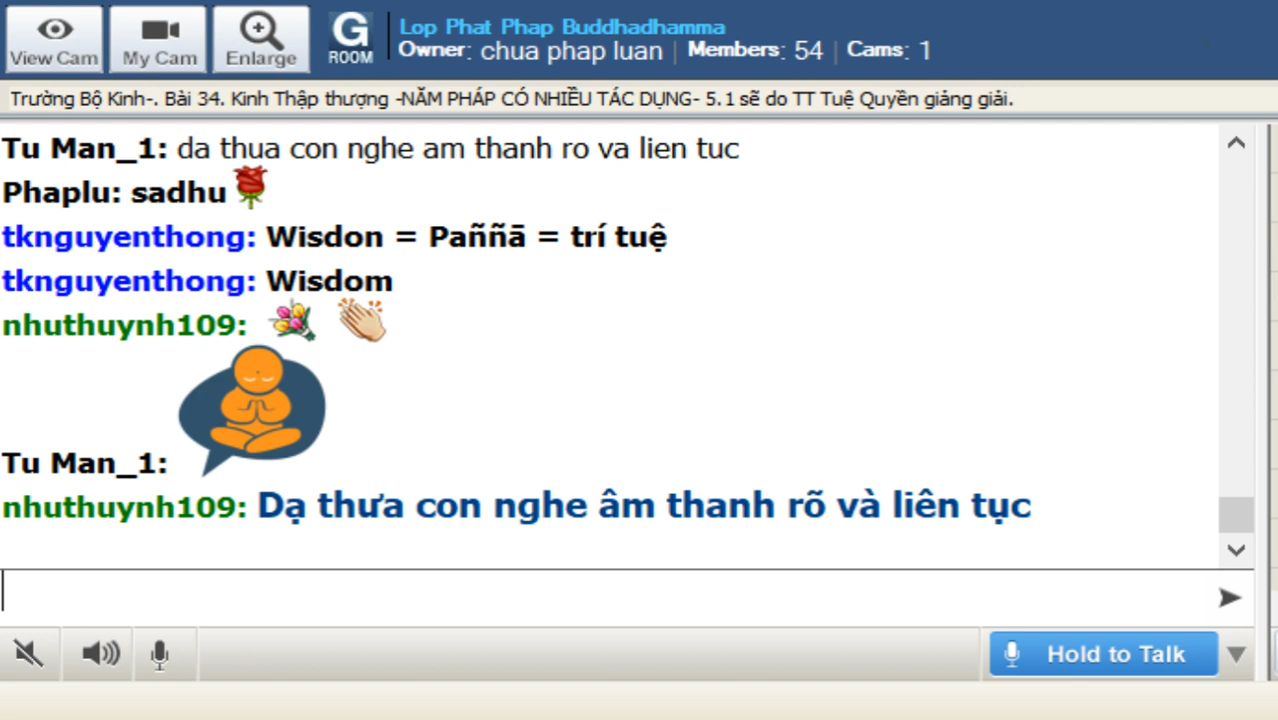 View Cam
My Cam
Enlarge
G
ROOM
Lop Phat Phap Buddhadhamma
Owner: chua phap luan | Members: 54 | Cams: 1
Trường Bộ Kinh-. Bài 34. Kinh Thập thượng -NĂM PHÁP CÓ NHIỀU TÁC DỤNG- 5.1 sẽ do TT Tuệ Quyền giảng giải.
Tu Man_1: da thua con nghe am thanh ro va lien tuc
Phaplu: sadhu
tknguyenthong: Wisdon = Paññā = trí tuệ
tknguyenthong: Wisdom
nhuthuynh109:
Tu Man_1:
nhuthuynh109: Dạ thưa con nghe âm thanh rõ và liên tục
Hold to Talk